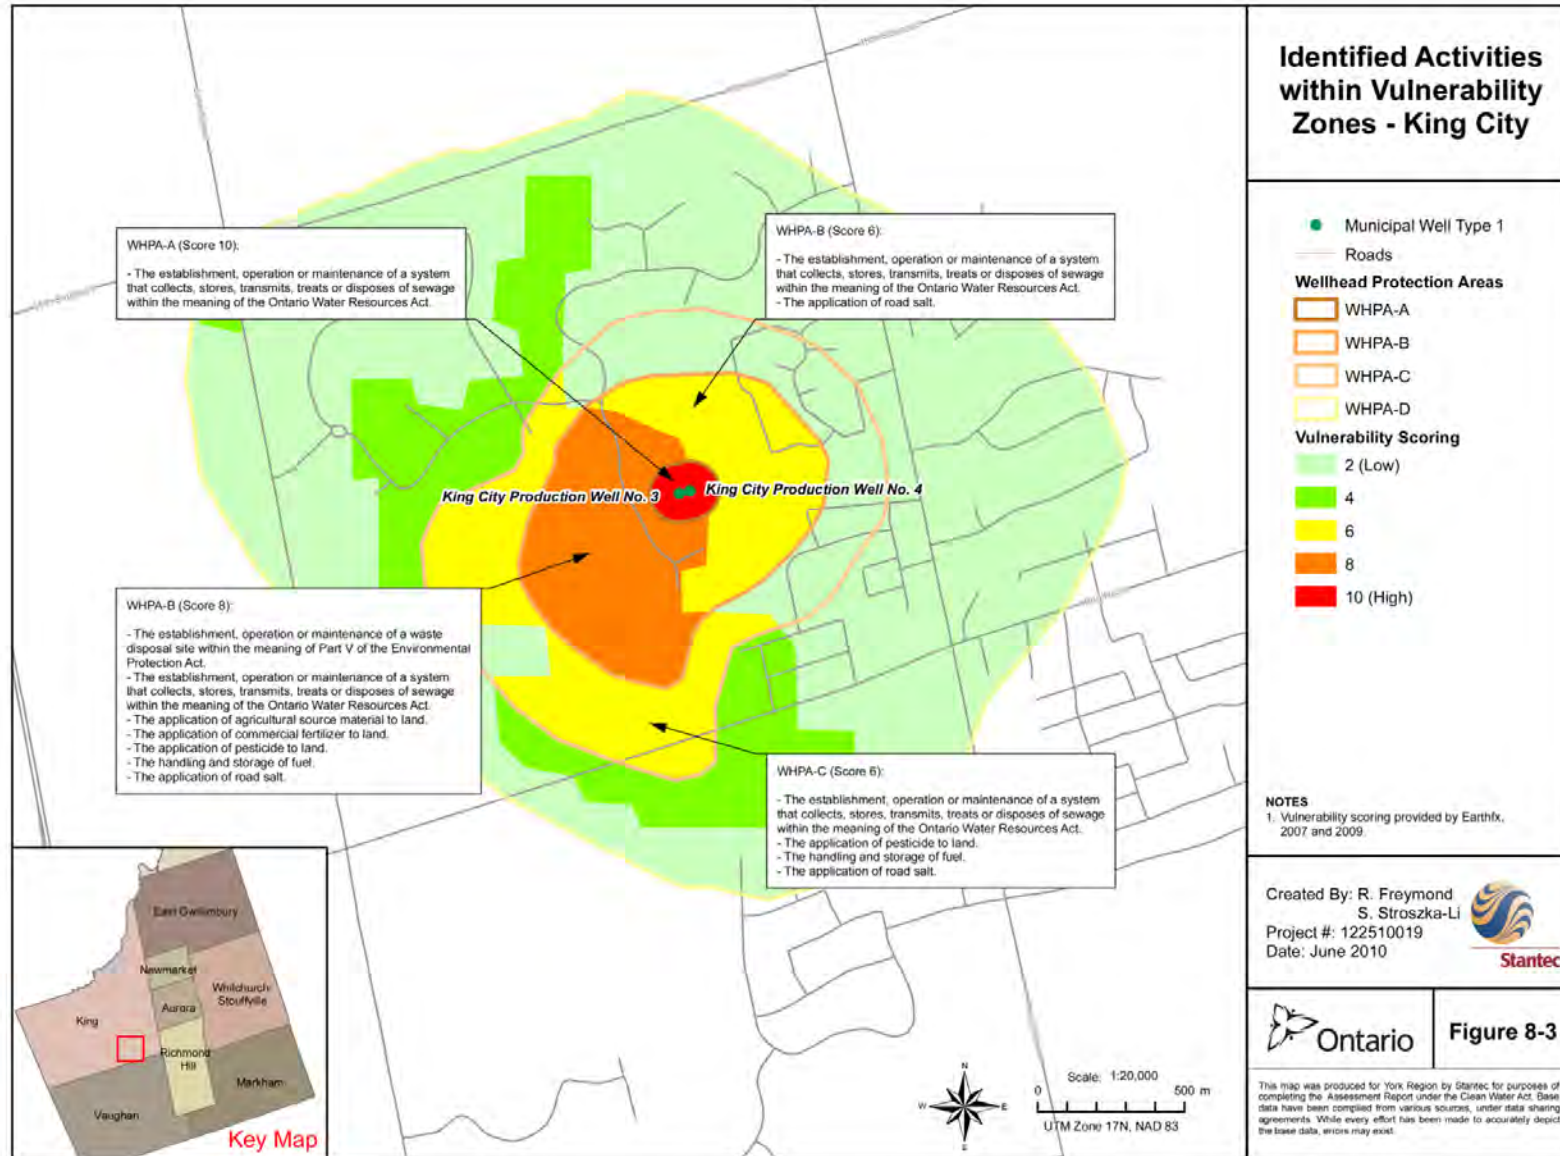 Identified Activities
within Vulnerability
Zones - King City
Municipal Well Type 1
Roads
Wellhead Protection Areas
WHPA-A
WHPA-B
WHPA-C
WHPA-D
Vulnerability Scoring
2 (Low)
4
6
8
10 (High)
NOTES
1. Vulnerability scoring provided by Earthfx,
2007 and 2009.
Created By: R. Freymond
S. Stroszka-Li
Project #: 122510019
Date: June 2010
Stantec
Ontario
Figure 8-3
This map was produced for York Region by Stantec for purposes of
completing the Assessment Report under the Clean Water Act. Base
data have been compiled from various sources, under data sharing
agreements. While every effort has been made to accurately depict
the base data, errors may exist.
WHPA-A (Score 10):
- The establishment, operation or maintenance of a system
that collects, stores, transmits, treats or disposes of sewage
within the meaning of the Ontario Water Resources Act.
WHPA-B (Score 6):
- The establishment, operation or maintenance of a system
that collects, stores, transmits, treats or disposes of sewage
within the meaning of the Ontario Water Resources Act.
- The application of road salt.
King City Production Well No. 3
King City Production Well No. 4
WHPA-B (Score 8):
- The establishment, operation or maintenance of a waste
disposal site within the meaning of Part V of the Environmental
Protection Act.
- The establishment, operation or maintenance of a system
that collects, stores, transmits, treats or disposes of sewage
within the meaning of the Ontario Water Resources Act.
- The application of agricultural source material to land.
- The application of commercial fertilizer to land.
- The application of pesticide to land.
- The handling and storage of fuel.
- The application of road salt.
WHPA-C (Score 6):
- The establishment, operation or maintenance of a system
that collects, stores, transmits, treats or disposes of sewage
within the meaning of the Ontario Water Resources Act.
- The application of pesticide to land.
- The handling and storage of fuel.
- The application of road salt.
East Gwillimbury
Newmarket
Whitchurch-
Stouffville
Aurora
King
Richmond
Hill
Markham
Vaughan
Key Map
N
W
E
S
Scale: 1:20,000
0
500 m
UTM Zone 17N, NAD 83